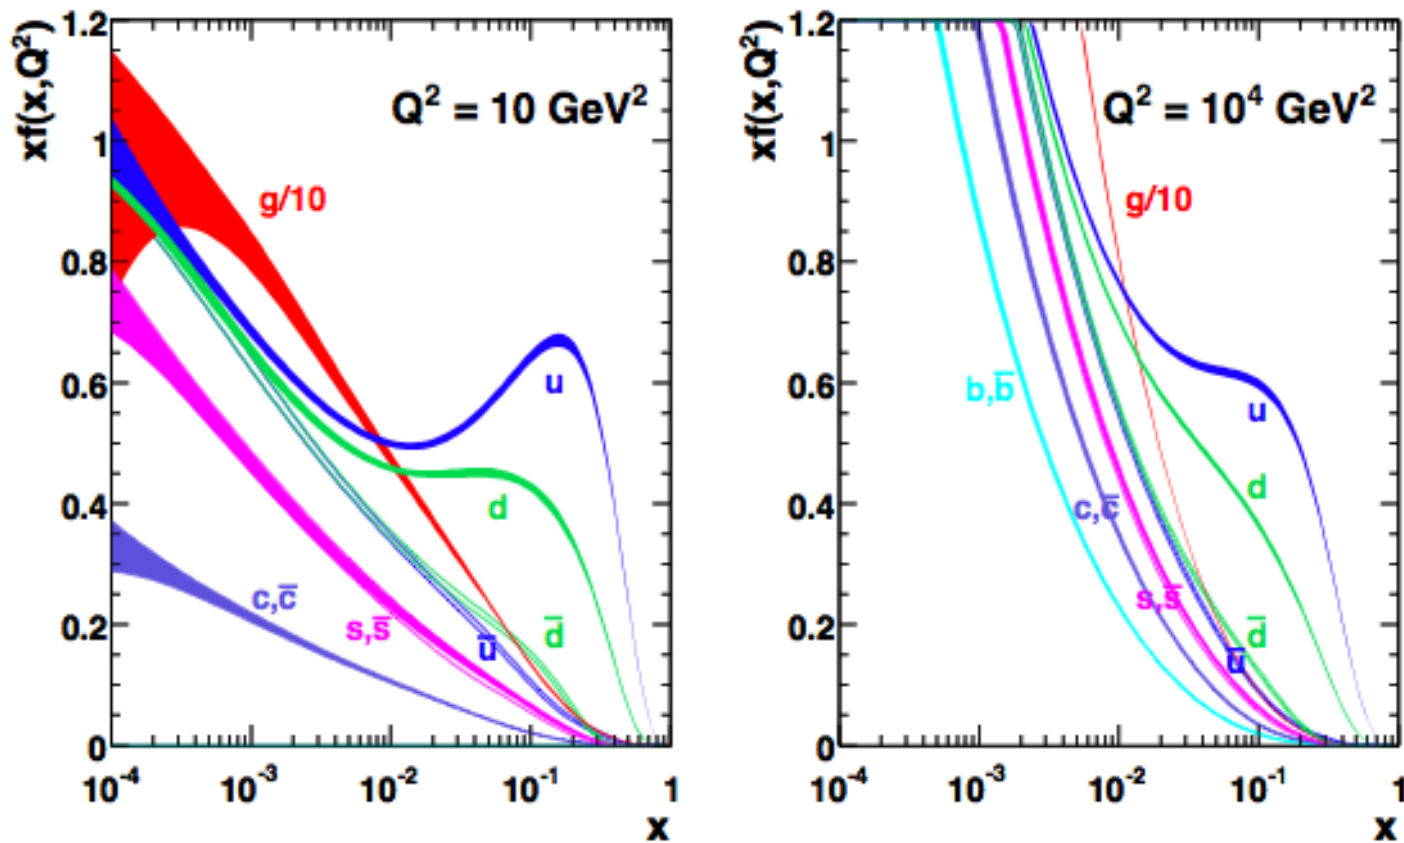 xf(x,Q²)
1.2
1
0.8
0.6
0.4
0.2
0
Q² = 10 GeV²
g/10
u
d
c,c̄
s,s̄
ū
d̄
10⁻⁴ 10⁻³ 10⁻² 10⁻¹ 1
x
xf(x,Q²)
1.2
1
0.8
0.6
0.4
0.2
0
Q² = 10⁴ GeV²
g/10
b,b̄
u
d
c,c̄
s,s̄
d̄
ū
10⁻⁴ 10⁻³ 10⁻² 10⁻¹ 1
x